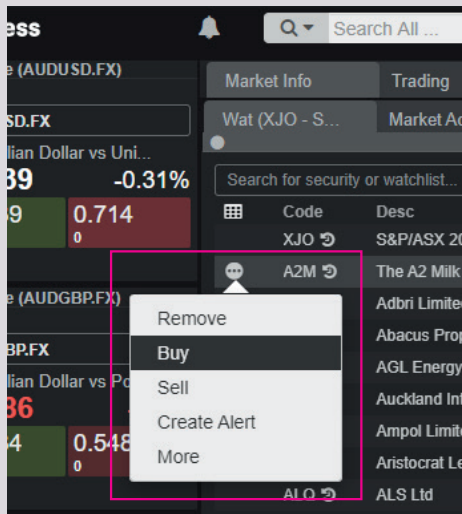 ess
Search All ...
e (AUDUSD.FX)
Market Info
Trading
SD.FX
Wat (XJO - S...
Market Ac
lian Dollar vs Uni...
39
-0.31%
Search for security or watchlist...
9
0.714
0
Code
Desc
XJO
S&P/ASX 20
A2M
The A2 Milk
e (AUDGBP.FX)
Remove
Adbri Limite
BP.FX
Buy
Abacus Prop
lian Dollar vs Po
AGL Energy
36
Sell
Auckland Int
4
0.548
0
Create Alert
Ampol Limite
More
Aristocrat Le
ALQ
ALS Ltd